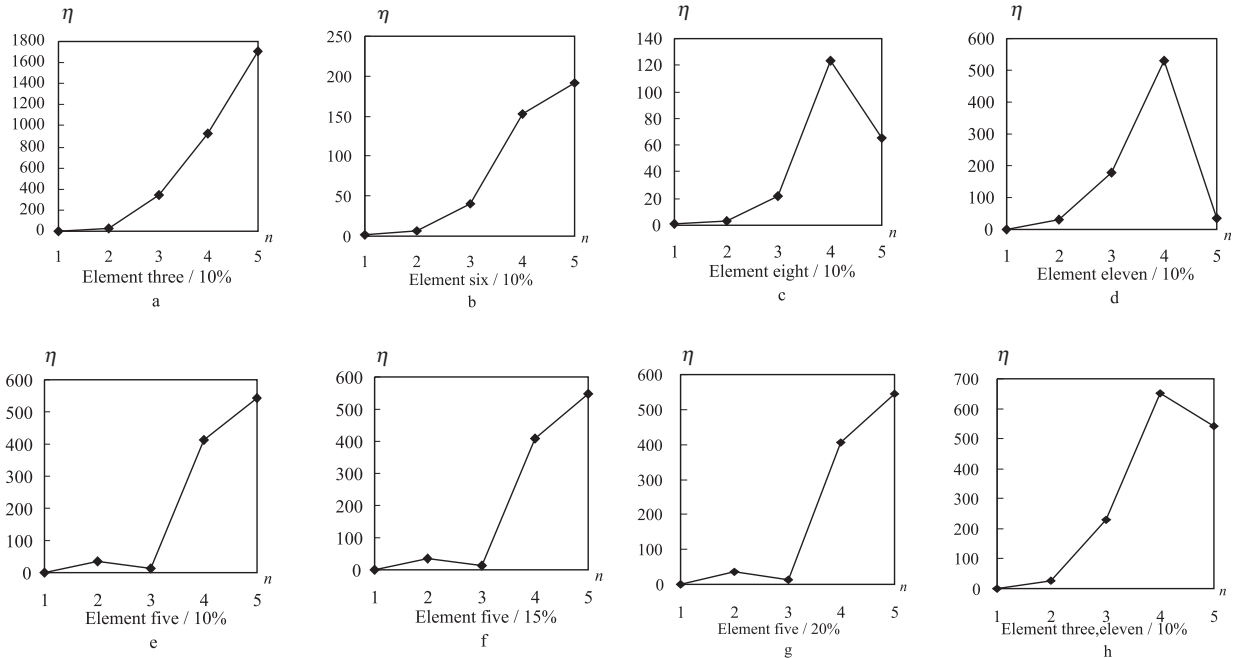 η
1800
1600
1400
1200
1000
800
600
400
200
0
n
1 2 3 4 5
Element three / 10%
a
η
250
200
150
100
50
0
n
1 2 3 4 5
Element six / 10%
b
η
140
120
100
80
60
40
20
0
n
1 2 3 4 5
Element eight / 10%
c
η
600
500
400
300
200
100
0
n
1 2 3 4 5
Element eleven / 10%
d
η
600
500
400
300
200
100
0
n
1 2 3 4 5
Element five / 10%
e
η
600
500
400
300
200
100
0
n
1 2 3 4 5
Element five / 15%
f
η
600
500
400
300
200
100
0
n
1 2 3 4 5
Element five / 20%
g
η
700
600
500
400
300
200
100
0
n
1 2 3 4 5
Element three,eleven / 10%
h